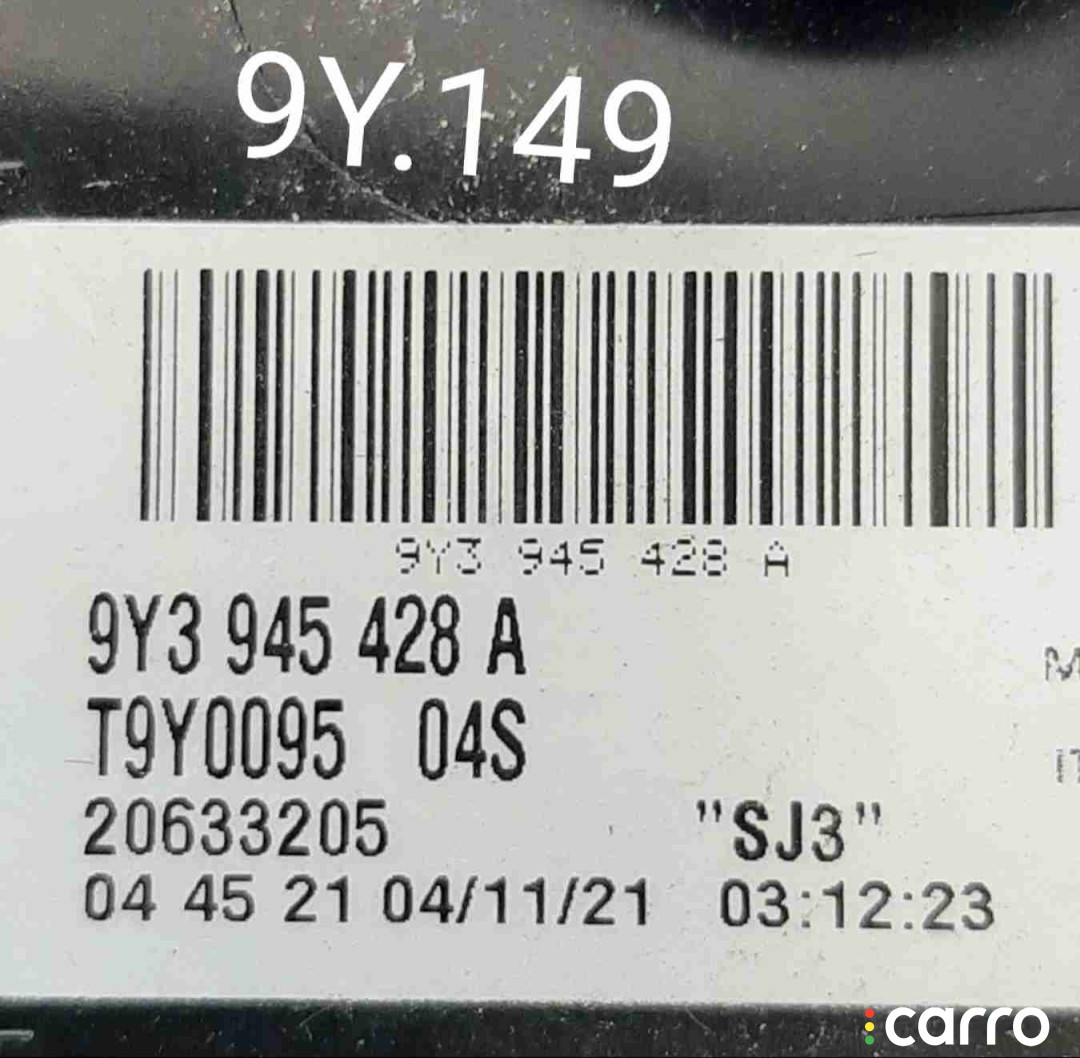 9Y.149
9Y3 945 428 A
9Y3 945 428 A
T9Y0095 04S
20633205 "SJ3"
04 45 21 04/11/21 03:12:23
carro